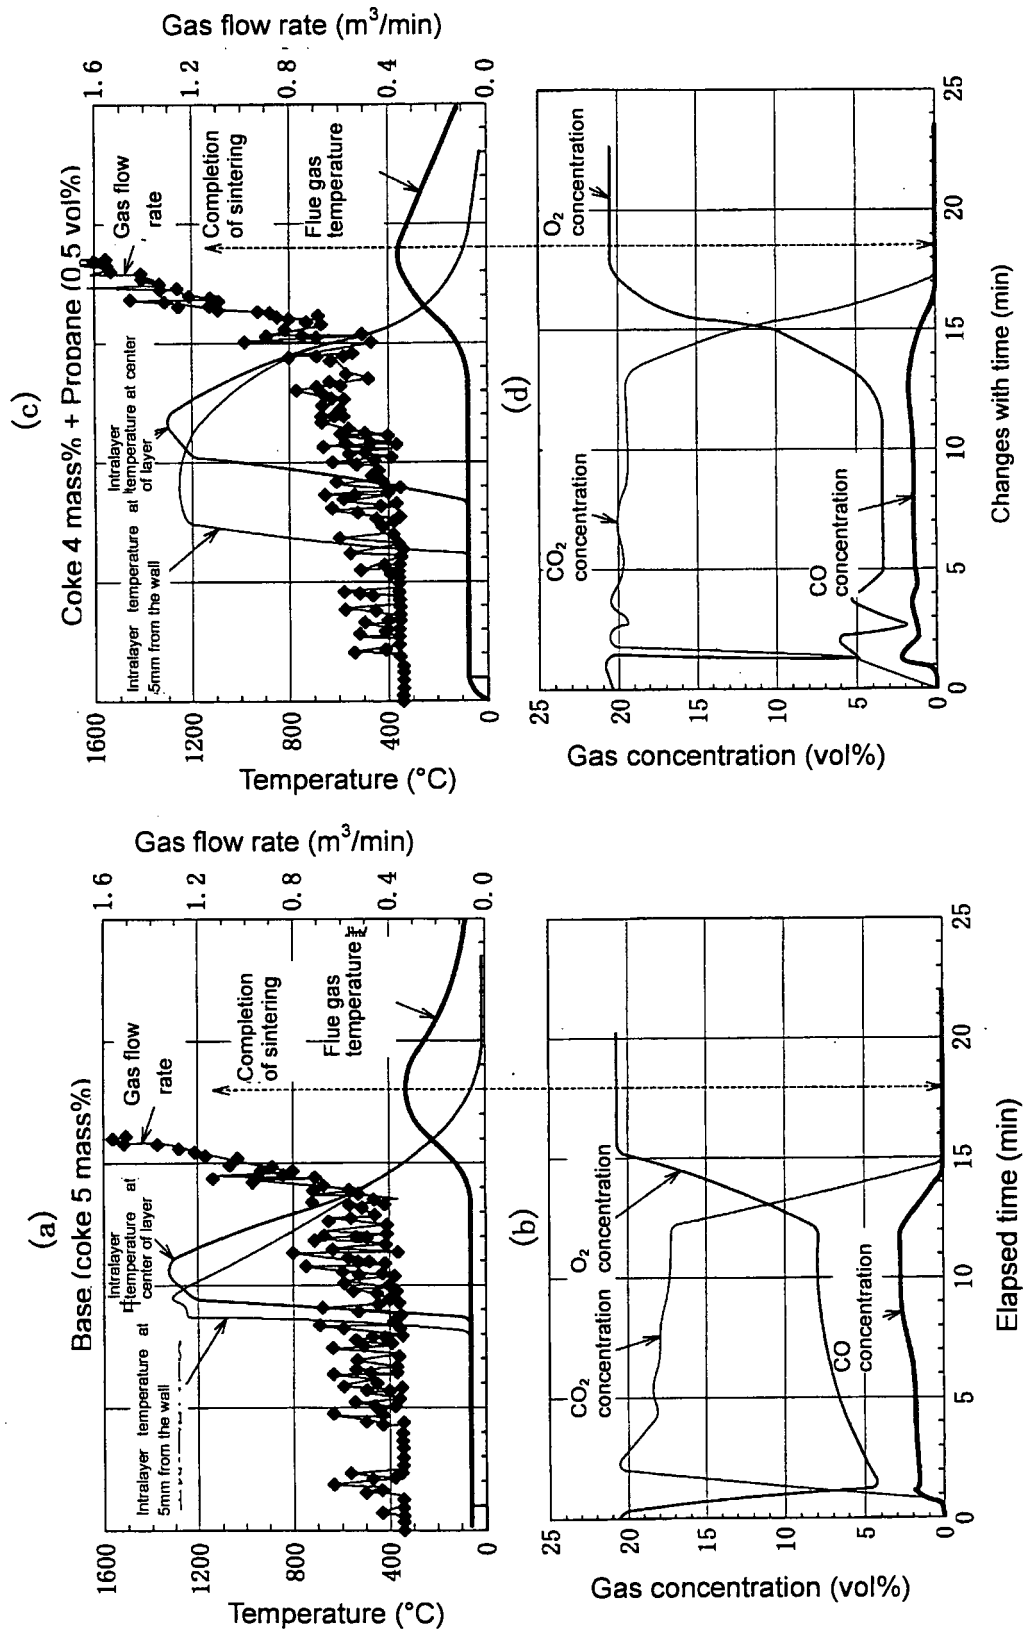 (a)
Base (coke 5 mass%)
1600
1200
800
400
0
Temperature (°C)
1.6
1.2
0.8
0.4
0.0
Gas flow rate (m³/min)
Intralayer temperature at
5mm from the wall
Intralayer
temperature at
center of layer
Gas flow
rate
Completion
of sintering
Flue gas
temperature
(b)
25
20
15
10
5
0
Gas concentration (vol%)
CO₂
concentration
O₂
concentration
CO
concentration
0
5
10
15
20
25
Elapsed time (min)
(c)
Coke 4 mass% + Propane (0.5 vol%)
1600
1200
800
400
0
Temperature (°C)
1.6
1.2
0.8
0.4
0.0
Gas flow rate (m³/min)
Intralayer temperature at
5mm from the wall
Intralayer
temperature at center
of layer
Gas flow
rate
Completion
of sintering
Flue gas
temperature
(d)
25
20
15
10
5
0
Gas concentration (vol%)
CO₂
concentration
O₂
concentration
CO
concentration
0
5
10
15
20
25
Changes with time (min)